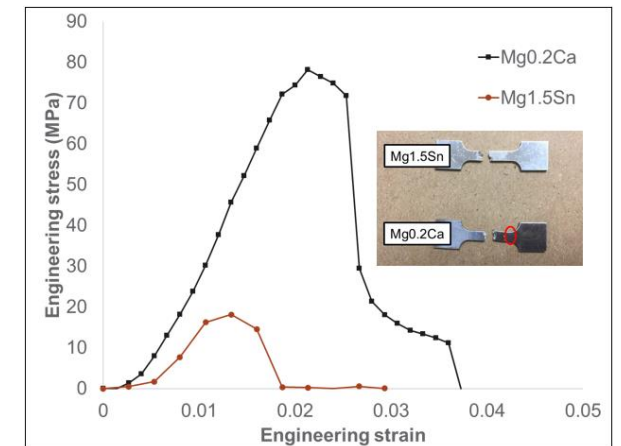 90
80
70
60
50
40
30
20
10
0
Engineering stress (MPa)
Mg0.2Ca
Mg1.5Sn
Mg1.5Sn
Mg0.2Ca
0 0.01 0.02 0.03 0.04 0.05
Engineering strain